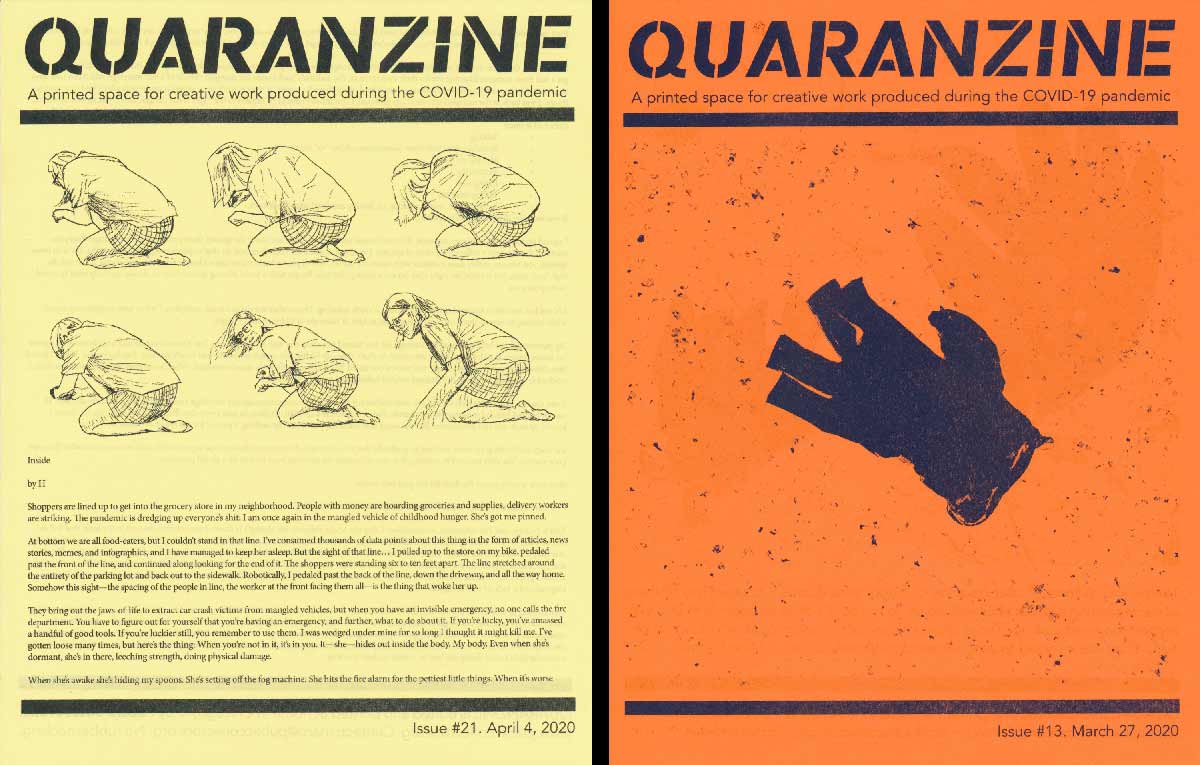 QUARANZINE
A printed space for creative work produced during the COVID-19 pandemic
Inside
by H
Shoppers are lined up to get into the grocery store in my neighborhood. People with money are hoarding groceries and supplies, delivery workers
are striking. The pandemic is dredging up everyone's shit. I am once again in the mangled vehicle of childhood hunger. She's got me pinned.
At bottom we are all food-eaters, but I couldn't stand in that line. I've consumed thousands of data points about this thing in the form of articles, news
stories, memes, and infographics, and I have managed to keep her asleep. But the sight of that line… I pulled up to the store on my bike, pedaled
past the front of the line, and continued along looking for the end of it. The shoppers were standing six to ten feet apart. The line stretched around
the entirety of the parking lot and back out to the sidewalk. Robotically, I pedaled past the back of the line, down the driveway, and all the way home.
Somehow this sight—the spacing of the people in line, the worker at the front facing them all—is the thing that woke her up.
They bring out the jaws of life to extract car crash victims from mangled vehicles, but when you have an invisible emergency, no one calls the fire
department. You have to figure out for yourself that you're having an emergency, and further, what to do about it. If you're lucky, you've amassed
a handful of good tools. If you're luckier still, you remember to use them. I was wedged under mine for so long I thought it might kill me. I've
gotten loose many times, but here's the thing: When you're not in it, it's in you. It—she—hides out inside the body. My body. Even when she's
dormant, she's in there, leeching strength, doing physical damage.
When she's awake she's hiding my spoons. She's setting off the fog machine. She hits the fire alarm for the pettiest little things. When it's worse
Issue #21. April 4, 2020
QUARANZINE
A printed space for creative work produced during the COVID-19 pandemic
Issue #13. March 27, 2020